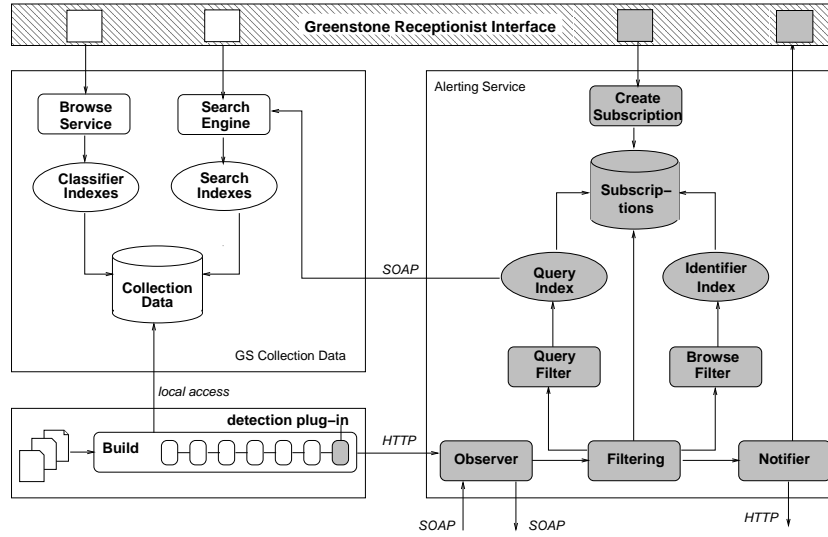 Greenstone Receptionist Interface
Alerting Service
Browse
Service
Search
Engine
Create
Subscription
Classifier
Indexes
Search
Indexes
Subscrip–
tions
Collection
Data
SOAP
Query
Index
Identifier
Index
GS Collection Data
Query
Filter
Browse
Filter
local access
detection plug–in
Build
HTTP
Observer
Filtering
Notifier
SOAP
SOAP
HTTP